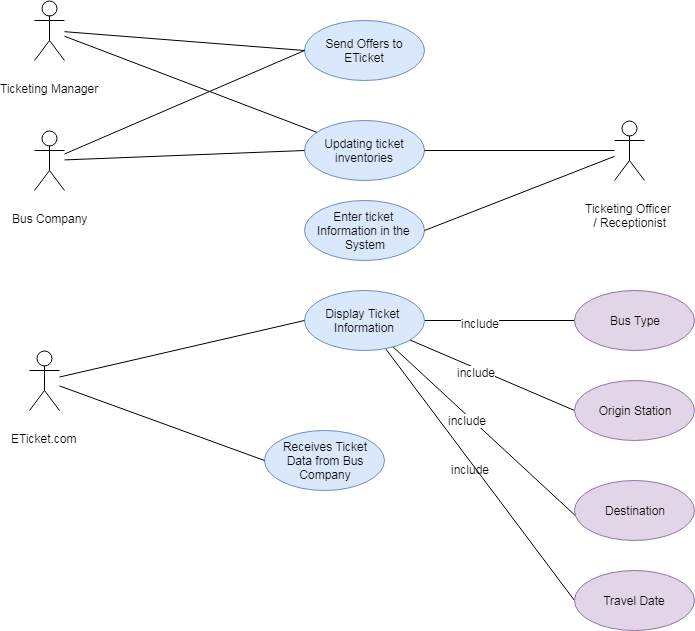 Send Offers to
ETicket
Ticketing Manager
Updating ticket
inventories
Bus Company
Ticketing Officer
/ Receptionist
Enter ticket
Information in the
System
Display Ticket
Information
include
Bus Type
include
Origin Station
include
ETicket.com
Receives Ticket
Data from Bus
Company
include
Destination
Travel Date